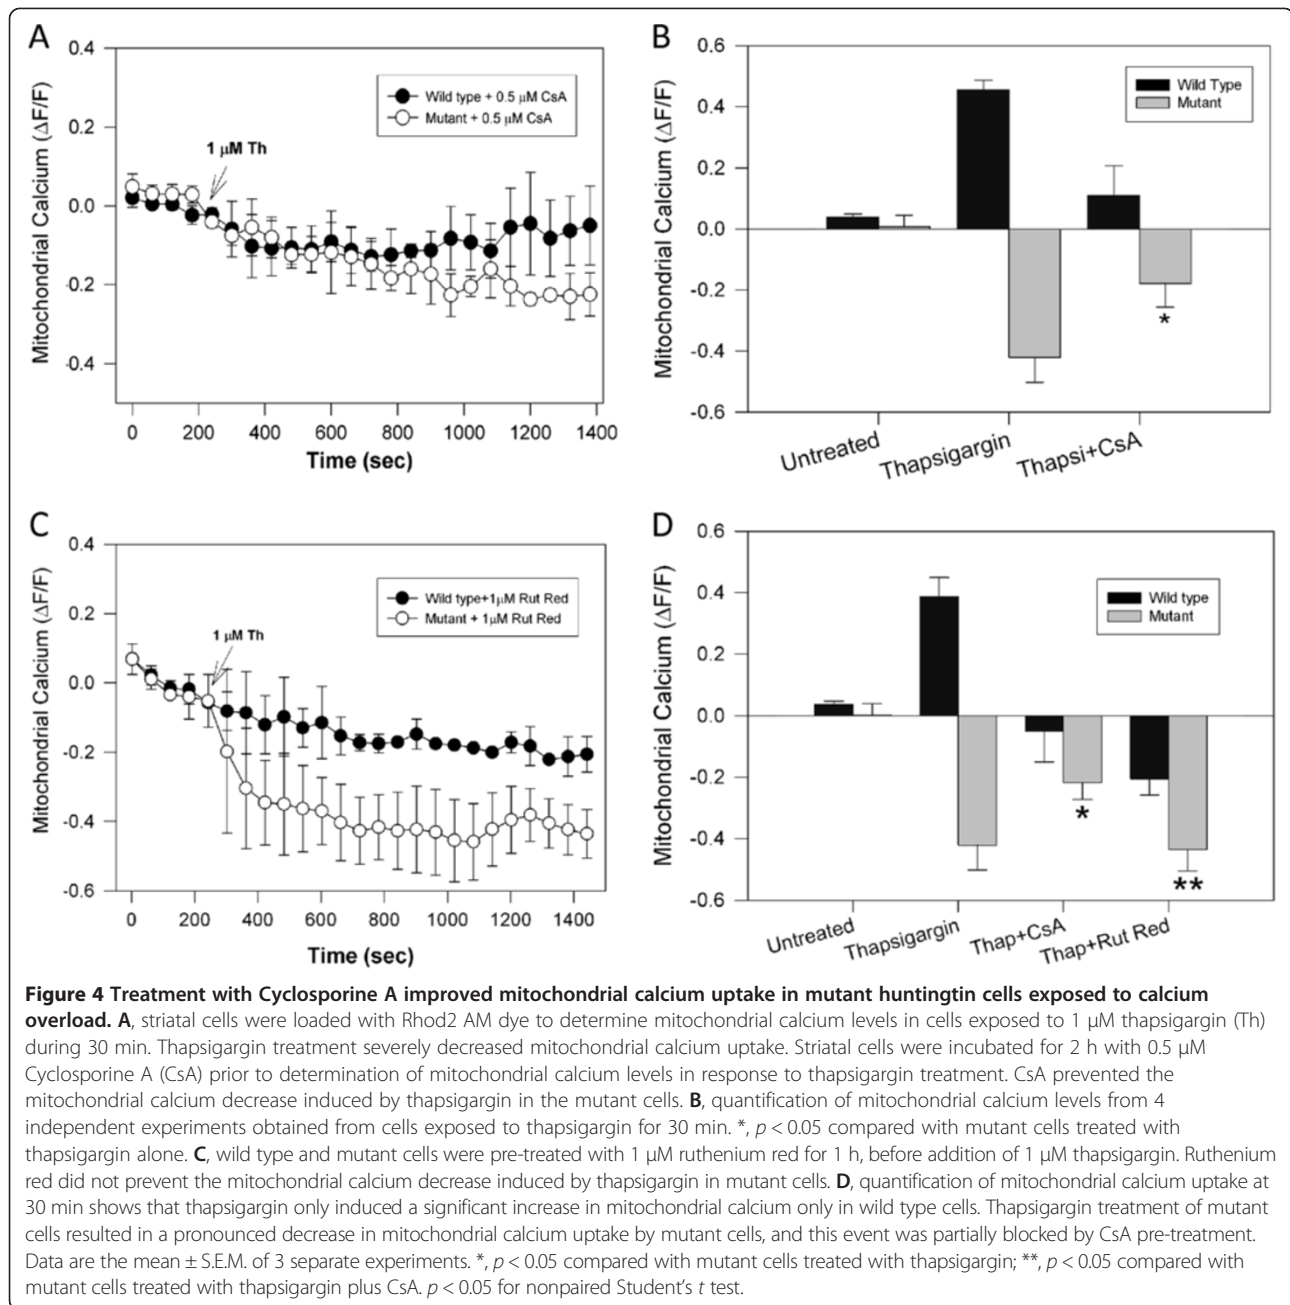 A
Mitochondrial Calcium (ΔF/F)
0.4
0.2
0.0
-0.2
-0.4
Wild type + 0.5 μM CsA
Mutant + 0.5 μM CsA
1 μM Th
0 200 400 600 800 1000 1200 1400
Time (sec)
B
Mitochondrial Calcium (ΔF/F)
0.6
0.4
0.2
0.0
-0.2
-0.4
-0.6
Wild Type
Mutant
*
Untreated
Thapsigargin
Thapsi+CsA
C
Mitochondrial Calcium (ΔF/F)
0.4
0.2
0.0
-0.2
-0.4
-0.6
Wild type+1μM Rut Red
Mutant + 1μM Rut Red
1 μM Th
0 200 400 600 800 1000 1200 1400
Time (sec)
D
Mitochondrial Calcium (ΔF/F)
0.6
0.4
0.2
0.0
-0.2
-0.4
-0.6
Wild type
Mutant
*
**
Untreated
Thapsigargin
Thap+CsA
Thap+Rut Red
Figure 4 Treatment with Cyclosporine A improved mitochondrial calcium uptake in mutant huntingtin cells exposed to calcium
overload. A, striatal cells were loaded with Rhod2 AM dye to determine mitochondrial calcium levels in cells exposed to 1 μM thapsigargin (Th)
during 30 min. Thapsigargin treatment severely decreased mitochondrial calcium uptake. Striatal cells were incubated for 2 h with 0.5 μM
Cyclosporine A (CsA) prior to determination of mitochondrial calcium levels in response to thapsigargin treatment. CsA prevented the
mitochondrial calcium decrease induced by thapsigargin in the mutant cells. B, quantification of mitochondrial calcium levels from 4
independent experiments obtained from cells exposed to thapsigargin for 30 min. *, p < 0.05 compared with mutant cells treated with
thapsigargin alone. C, wild type and mutant cells were pre-treated with 1 μM ruthenium red for 1 h, before addition of 1 μM thapsigargin. Ruthenium
red did not prevent the mitochondrial calcium decrease induced by thapsigargin in mutant cells. D, quantification of mitochondrial calcium uptake at
30 min shows that thapsigargin only induced a significant increase in mitochondrial calcium only in wild type cells. Thapsigargin treatment of mutant
cells resulted in a pronounced decrease in mitochondrial calcium uptake by mutant cells, and this event was partially blocked by CsA pre-treatment.
Data are the mean ± S.E.M. of 3 separate experiments. *, p < 0.05 compared with mutant cells treated with thapsigargin; **, p < 0.05 compared with
mutant cells treated with thapsigargin plus CsA. p < 0.05 for nonpaired Student's t test.